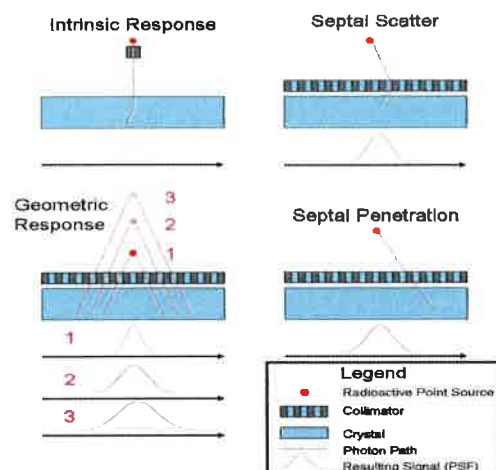 Intrinsic Response
Septal Scatter
Geometric
Response
3
2
1
Septal Penetration
1
2
3
Legend
Radioactive Point Source
Collimator
Crystal
Photon Path
Resulting Signal (PSF)